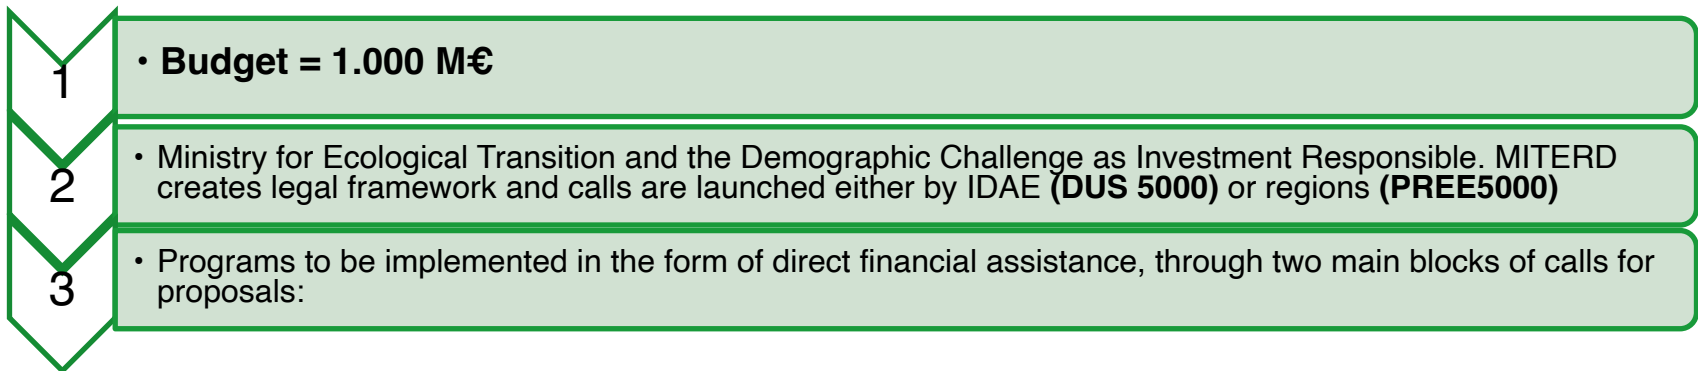 1
• Budget = 1.000 M€
2
• Ministry for Ecological Transition and the Demographic Challenge as Investment Responsible. MITERD
creates legal framework and calls are launched either by IDAE (DUS 5000) or regions (PREE5000)
3
• Programs to be implemented in the form of direct financial assistance, through two main blocks of calls for
proposals: